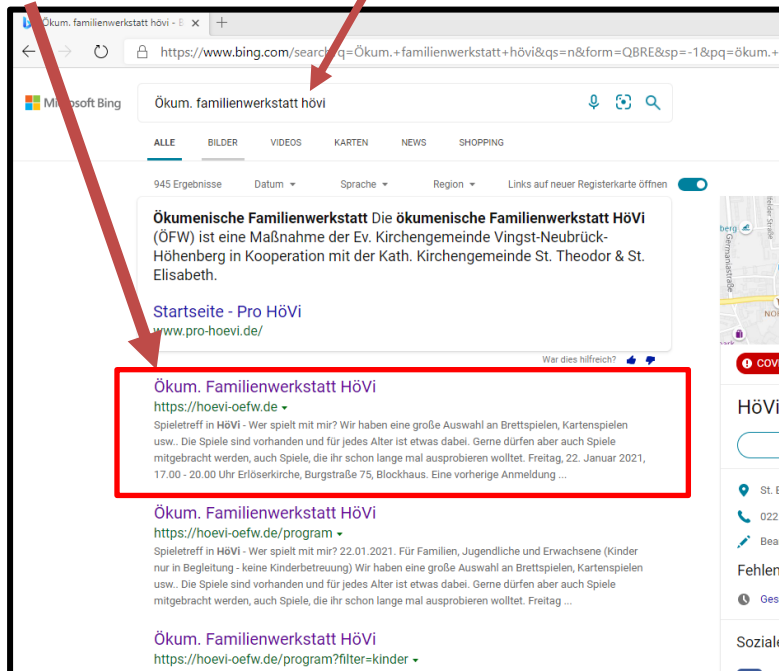 Ökum. familienwerkstatt hövi - B
https://www.bing.com/search?q=Ökum.+familienwerkstatt+hövi&qs=n&form=QBRE&sp=-1&pq=ökum.+
Microsoft Bing
Ökum. familienwerkstatt hövi
ALLE BILDER VIDEOS KARTEN NEWS SHOPPING
945 Ergebnisse Datum Sprache Region Links auf neuer Registerkarte öffnen
Ökumenische Familienwerkstatt Die ökumenische Familienwerkstatt HöVi
(ÖFW) ist eine Maßnahme der Ev. Kirchengemeinde Vingst-Neubrück-
Höhenberg in Kooperation mit der Kath. Kirchengemeinde St. Theodor & St.
Elisabeth.
Startseite - Pro HöVi
www.pro-hoevi.de/
War dies hilfreich?
Ökum. Familienwerkstatt HöVi
https://hoevi-oefw.de
Spieletreff in HöVi - Wer spielt mit mir? Wir haben eine große Auswahl an Brettspielen, Kartenspielen
usw.. Die Spiele sind vorhanden und für jedes Alter ist etwas dabei. Gerne dürfen aber auch Spiele
mitgebracht werden, auch Spiele, die ihr schon lange mal ausprobieren wolltet. Freitag, 22. Januar 2021,
17.00 - 20.00 Uhr Erlöserkirche, Burgstraße 75, Blockhaus. Eine vorherige Anmeldung ...
Ökum. Familienwerkstatt HöVi
https://hoevi-oefw.de/program
Spieletreff in HöVi - Wer spielt mit mir? 22.01.2021. Für Familien, Jugendliche und Erwachsene (Kinder
nur in Begleitung - keine Kinderbetreuung) Wir haben eine große Auswahl an Brettspielen, Kartenspielen
usw.. Die Spiele sind vorhanden und für jedes Alter ist etwas dabei. Gerne dürfen aber auch Spiele
mitgebracht werden, auch Spiele, die ihr schon lange mal ausprobieren wolltet. Freitag ...
Ökum. Familienwerkstatt HöVi
https://hoevi-oefw.de/program?filter=kinder
berg
Germaniastraße
COVI
HöVi
St. E
022
Bea
Fehlen
Ges
Soziale